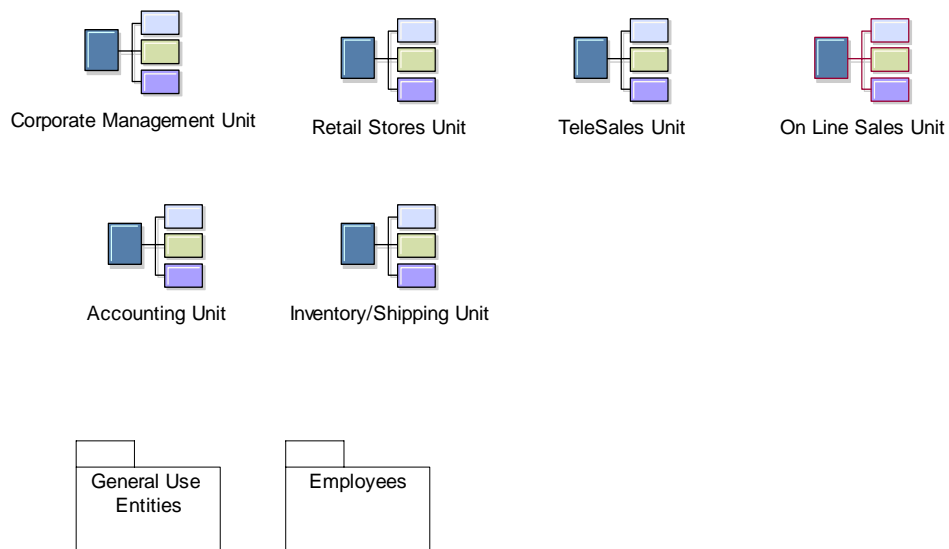 Corporate Management Unit
Retail Stores Unit
TeleSales Unit
On Line Sales Unit
Accounting Unit
Inventory/Shipping Unit
General Use
Entities
Employees